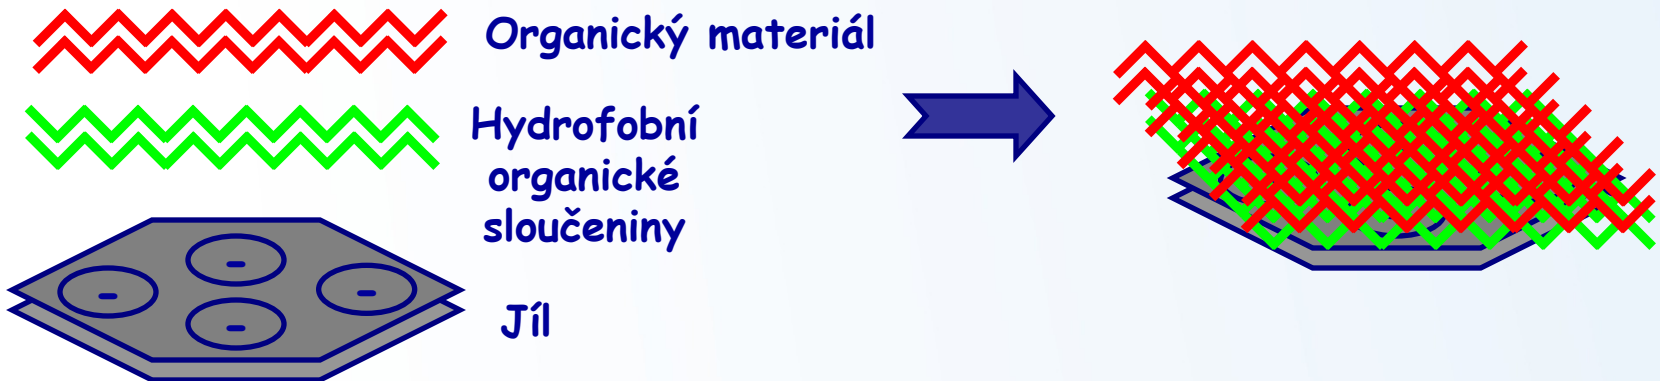 Organický materiál
Hydrofobní
organické
sloučeniny
- - - -
Jíl